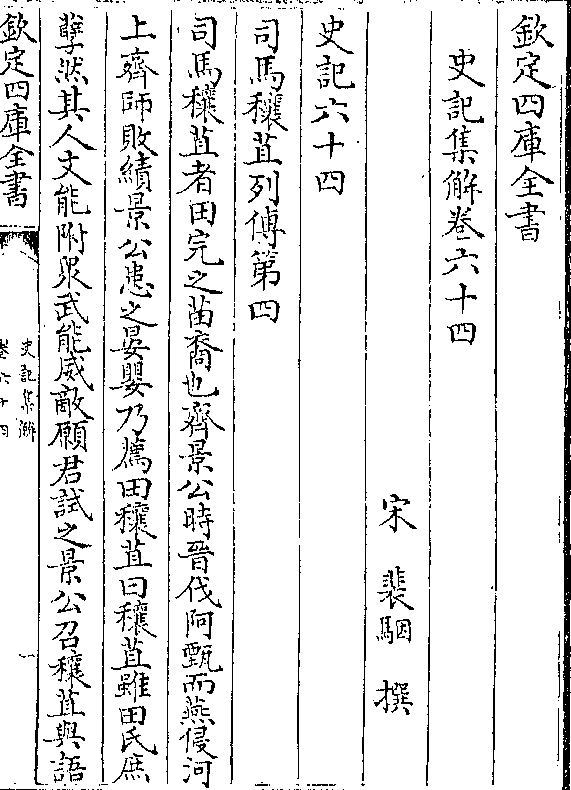 欽定四庫全書
史記集解卷六十四
宋 裴駰 撰
史記六十四
司馬穰苴列傳第四
司馬穰苴者田完之苗裔也齊景公時晉伐阿甄而燕侵河
上齊師敗績景公患之晏嬰乃薦田穰苴曰穰苴雖田氏庶
孽然其人文能附眾武能威敵願君試之景公召穰苴與語
欽定四庫全書
史記集解
卷六十四
一